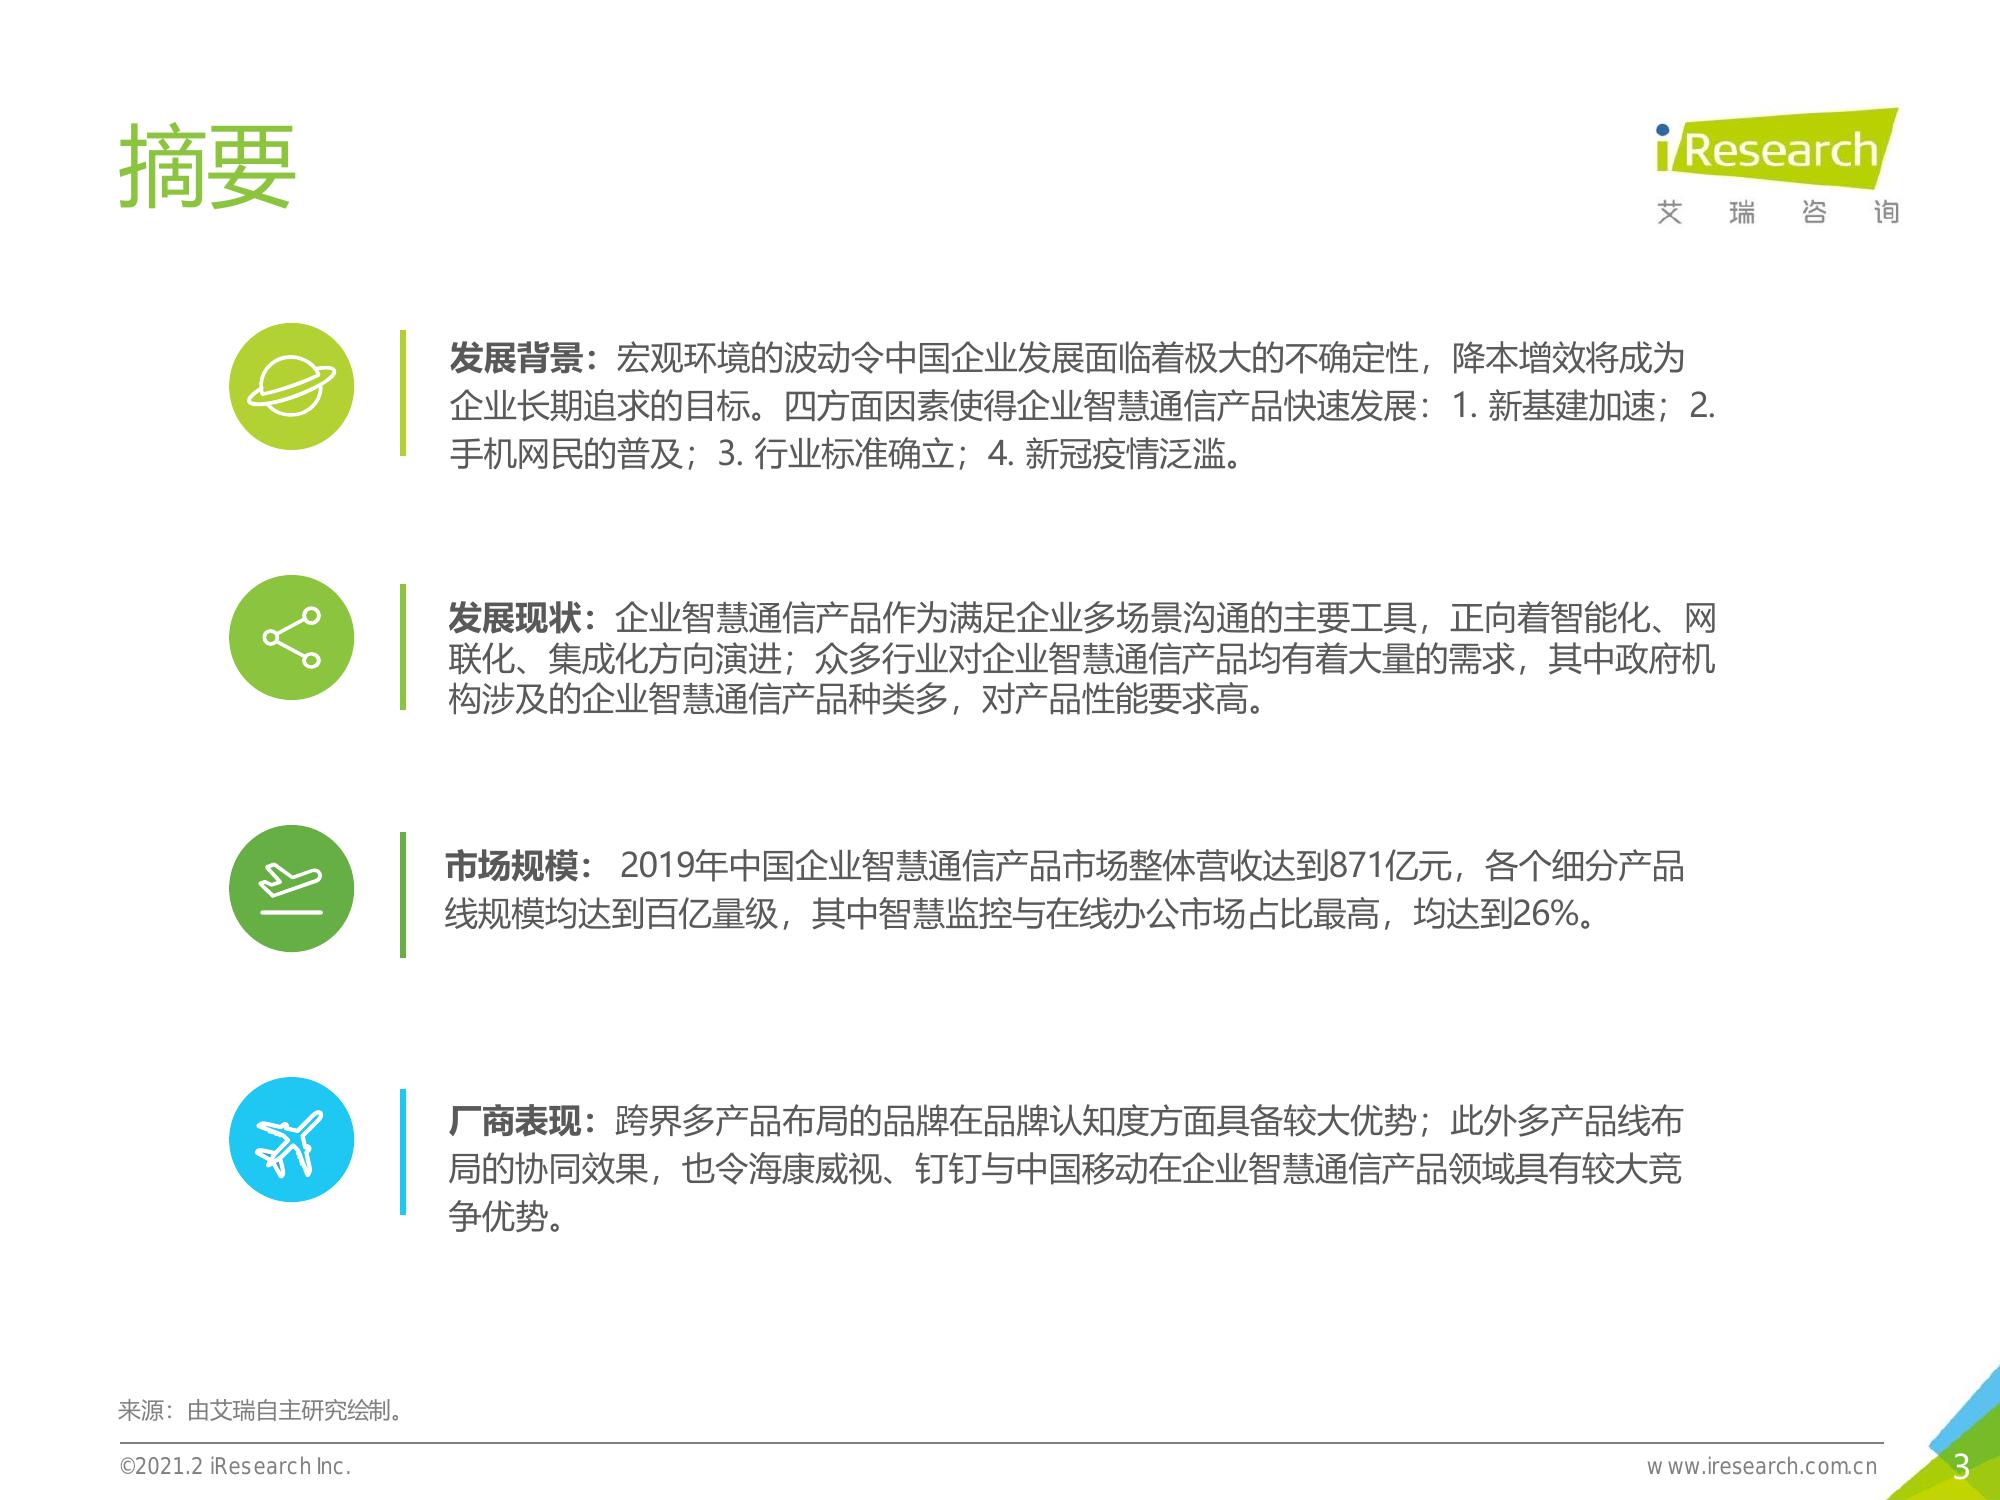 摘要
iResearch
艾瑞咨询
发展背景：宏观环境的波动令中国企业发展面临着极大的不确定性，降本增效将成为
企业长期追求的目标。四方面因素使得企业智慧通信产品快速发展：1. 新基建加速；2.
手机网民的普及；3. 行业标准确立；4. 新冠疫情泛滥。
发展现状：企业智慧通信产品作为满足企业多场景沟通的主要工具，正向着智能化、网
联化、集成化方向演进；众多行业对企业智慧通信产品均有着大量的需求，其中政府机
构涉及的企业智慧通信产品种类多，对产品性能要求高。
市场规模： 2019年中国企业智慧通信产品市场整体营收达到871亿元，各个细分产品
线规模均达到百亿量级，其中智慧监控与在线办公市场占比最高，均达到26%。
厂商表现：跨界多产品布局的品牌在品牌认知度方面具备较大优势；此外多产品线布
局的协同效果，也令海康威视、钉钉与中国移动在企业智慧通信产品领域具有较大竞
争优势。
来源：由艾瑞自主研究绘制。
©2021.2 iResearch Inc.
www.iresearch.com.cn
3